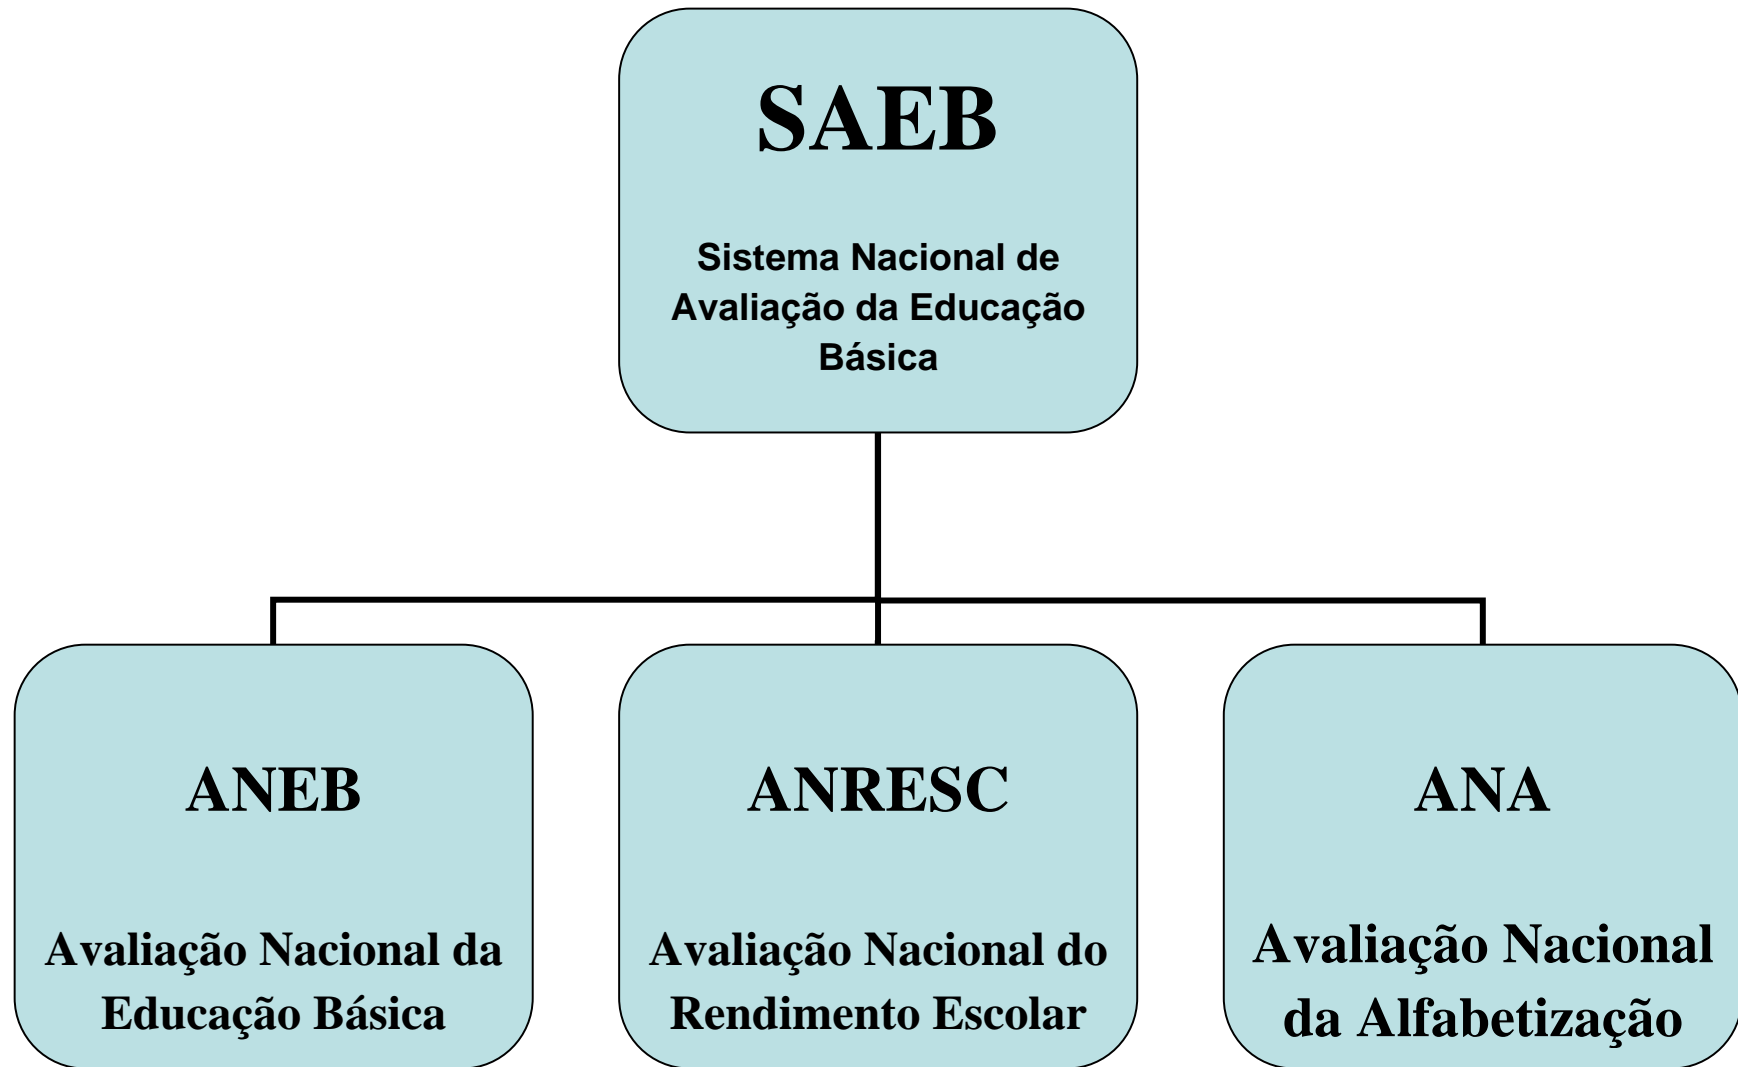 SAEB
Sistema Nacional de
Avaliação da Educação
Básica
ANEB
Avaliação Nacional da
Educação Básica
ANRESC
Avaliação Nacional do
Rendimento Escolar
ANA
Avaliação Nacional
da Alfabetização